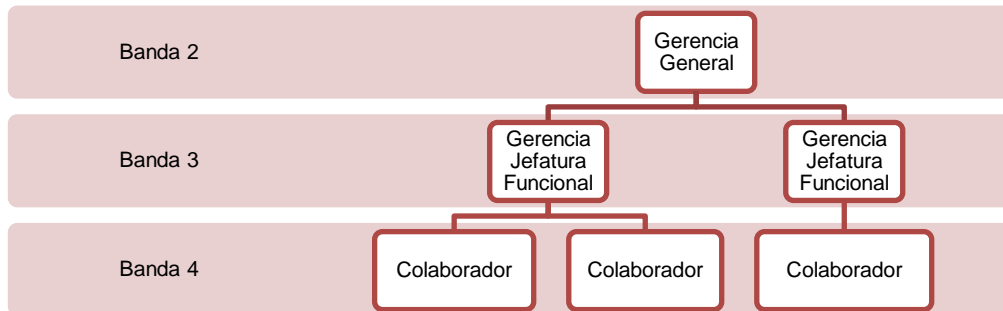 Banda 2
Gerencia
General
Banda 3
Gerencia
Jefatura
Funcional
Gerencia
Jefatura
Funcional
Banda 4
Colaborador
Colaborador
Colaborador